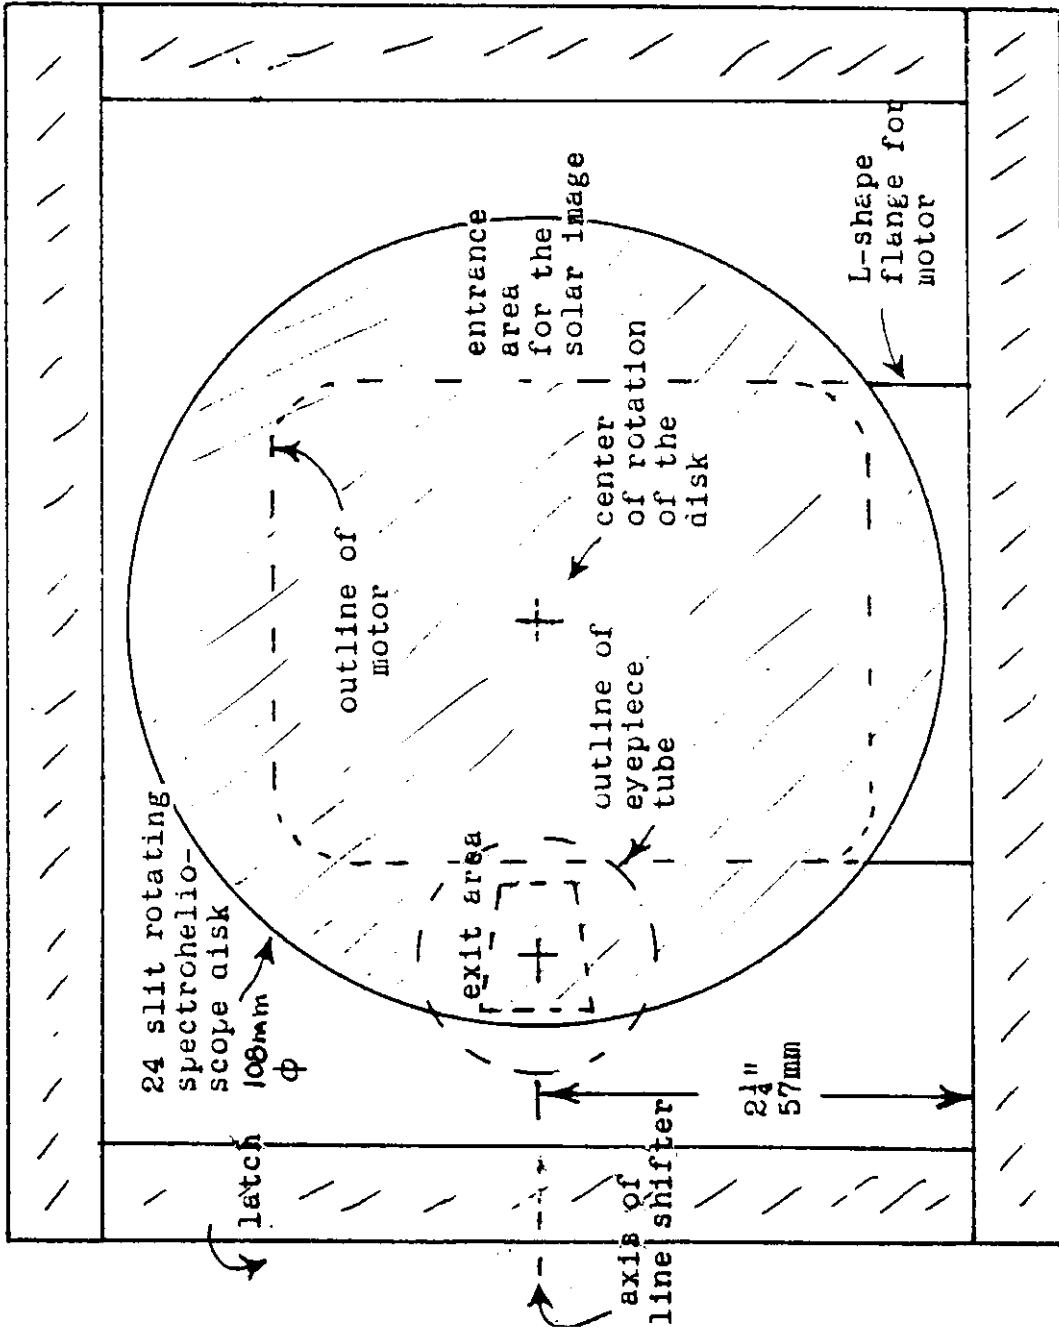 24 slit rotating
spectrohelio-
scope disk
108mm
φ
latch
axis of
line shifter
2¼"
57mm
exit area
outline of
eyepiece
tube
outline of
motor
center
of rotation
of the
disk
entrance
area
for the
solar image
L-shape
flange for
motor